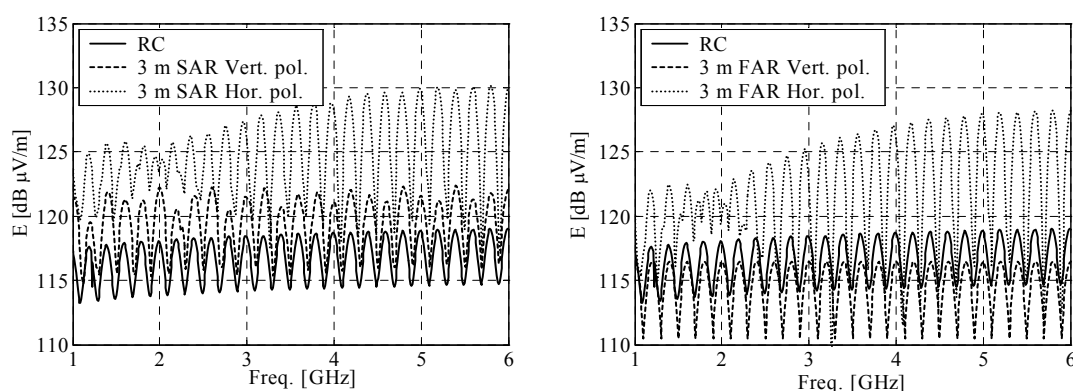 135
130
125
120
115
110
E [dB µV/m]
RC
3 m SAR Vert. pol.
3 m SAR Hor. pol.
1 2 3 4 5 6
Freq. [GHz]
135
130
125
120
115
110
E [dB µV/m]
RC
3 m FAR Vert. pol.
3 m FAR Hor. pol.
1 2 3 4 5 6
Freq. [GHz]